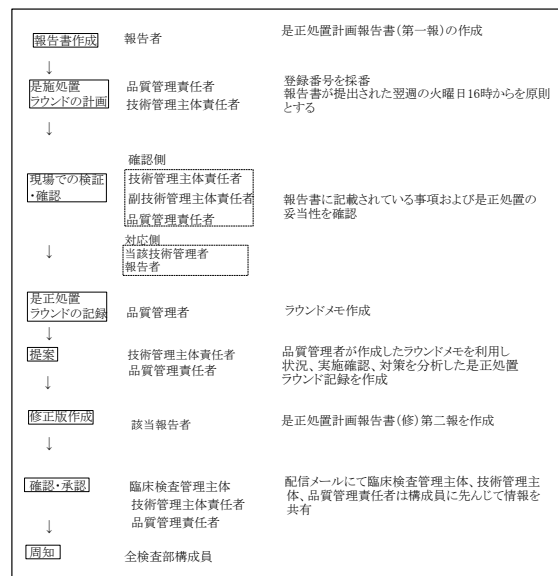 報告書作成 報告者 是正処置計画報告書(第一報)の作成
↓
是施処置 品質管理責任者 登録番号を採番
ラウンドの計画 技術管理主体責任者 報告書が提出された翌週の火曜日16時からを原則
とする
↓
確認側
現場での検証 技術管理主体責任者
・確認 副技術管理主体責任者 報告書に記載されている事項および是正処置の
品質管理責任者 妥当性を確認
対応側
↓ 当該技術管理者
報告者
是正処置
ラウンドの記録 品質管理者 ラウンドメモ作成
↓
提案 技術管理主体責任者 品質管理者が作成したラウンドメモを利用し
品質管理責任者 状況、実施確認、対策を分析した是正処置
↓ ラウンド記録を作成
修正版作成 該当報告者 是正処置計画報告書(修)第二報を作成
↓
確認・承認 臨床検査管理主体 配信メールにて臨床検査管理主体、技術管理主
技術管理主体責任者 体、品質管理責任者は構成員に先んじて情報を
品質管理責任者 共有
↓
周知 全検査部構成員